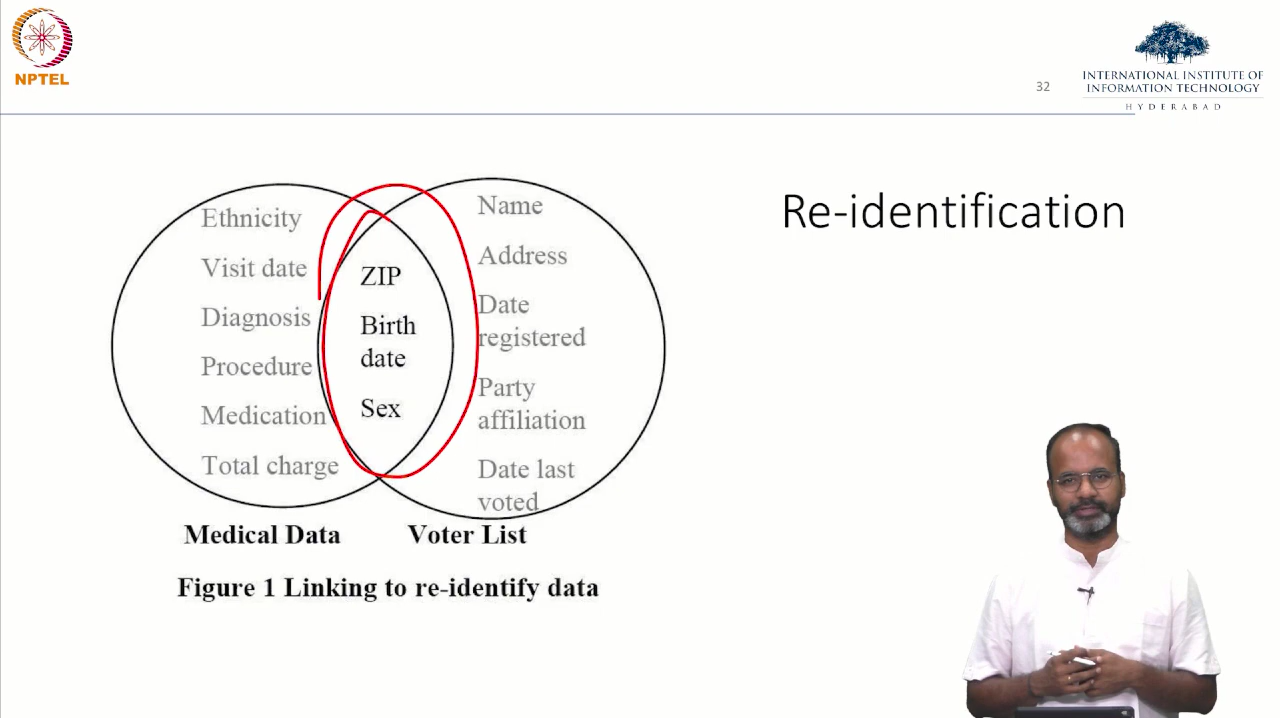 NPTEL
32
INTERNATIONAL INSTITUTE OF
INFORMATION TECHNOLOGY
HYDERABAD
Re-identification
Ethnicity
Visit date
Diagnosis
Procedure
Medication
Total charge
ZIP
Birth
date
Sex
Name
Address
Date
registered
Party
affiliation
Date last
voted
Medical Data
Voter List
Figure 1 Linking to re-identify data